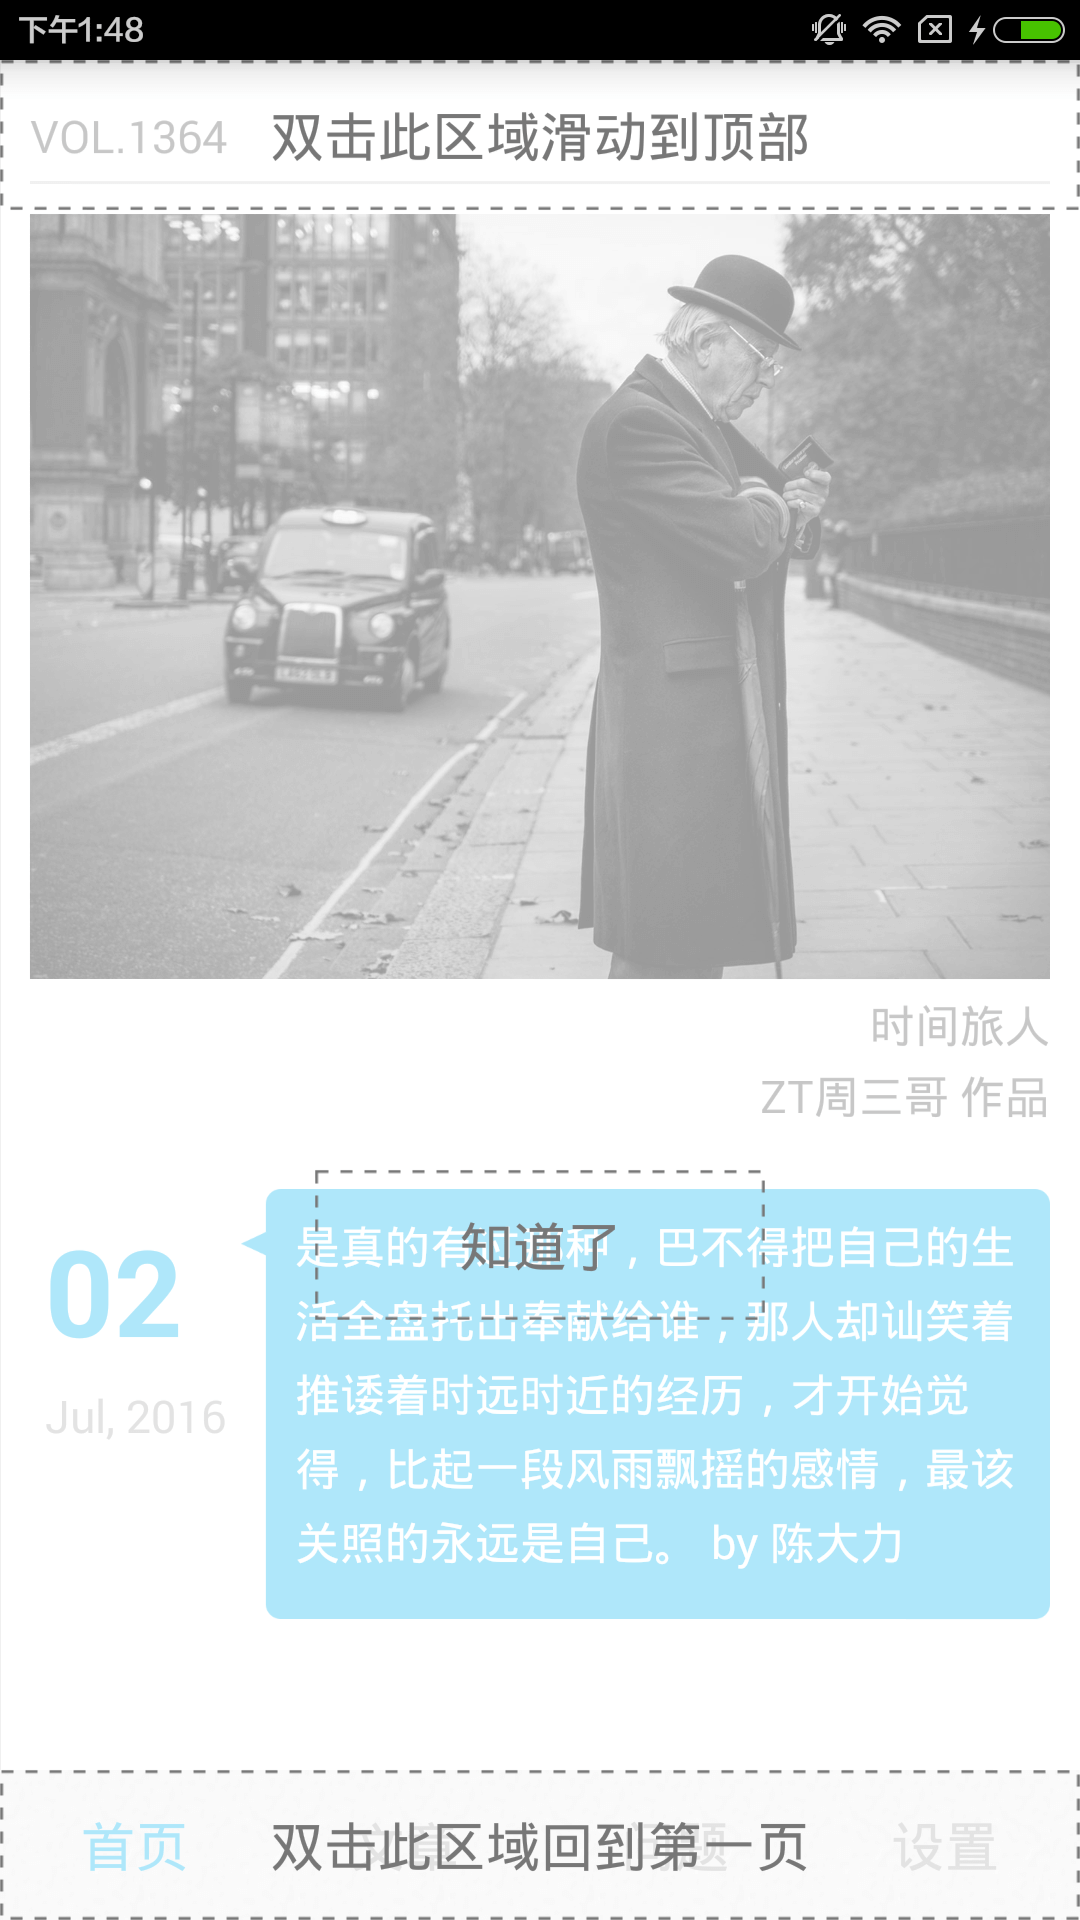 下午1:48
VOL.1364
双击此区域滑动到顶部
时间旅人
ZT周三哥 作品
知道了
02
Jul, 2016
是真的有 种，巴不得把自己的生
活全盘托出奉献给谁，那人却讪笑着
推诿着时远时近的经历，才开始觉
得，比起一段风雨飘摇的感情，最该
关照的永远是自己。 by 陈大力
首页
双击此区域回到第一页
设置